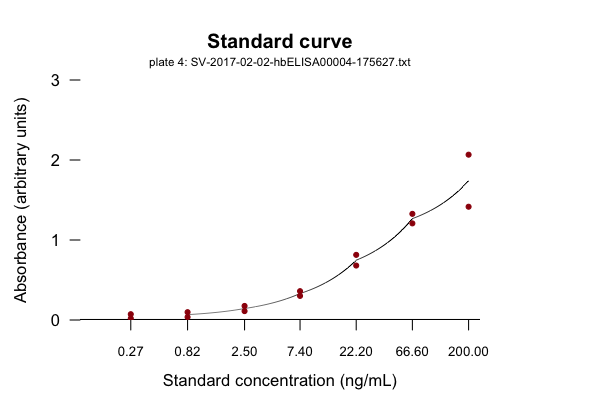 Standard curve
plate 4: SV-2017-02-02-hbELISA00004-175627.txt
Absorbance (arbitrary units)
3
2
1
0
0.27 0.82 2.50 7.40 22.20 66.60 200.00
Standard concentration (ng/mL)